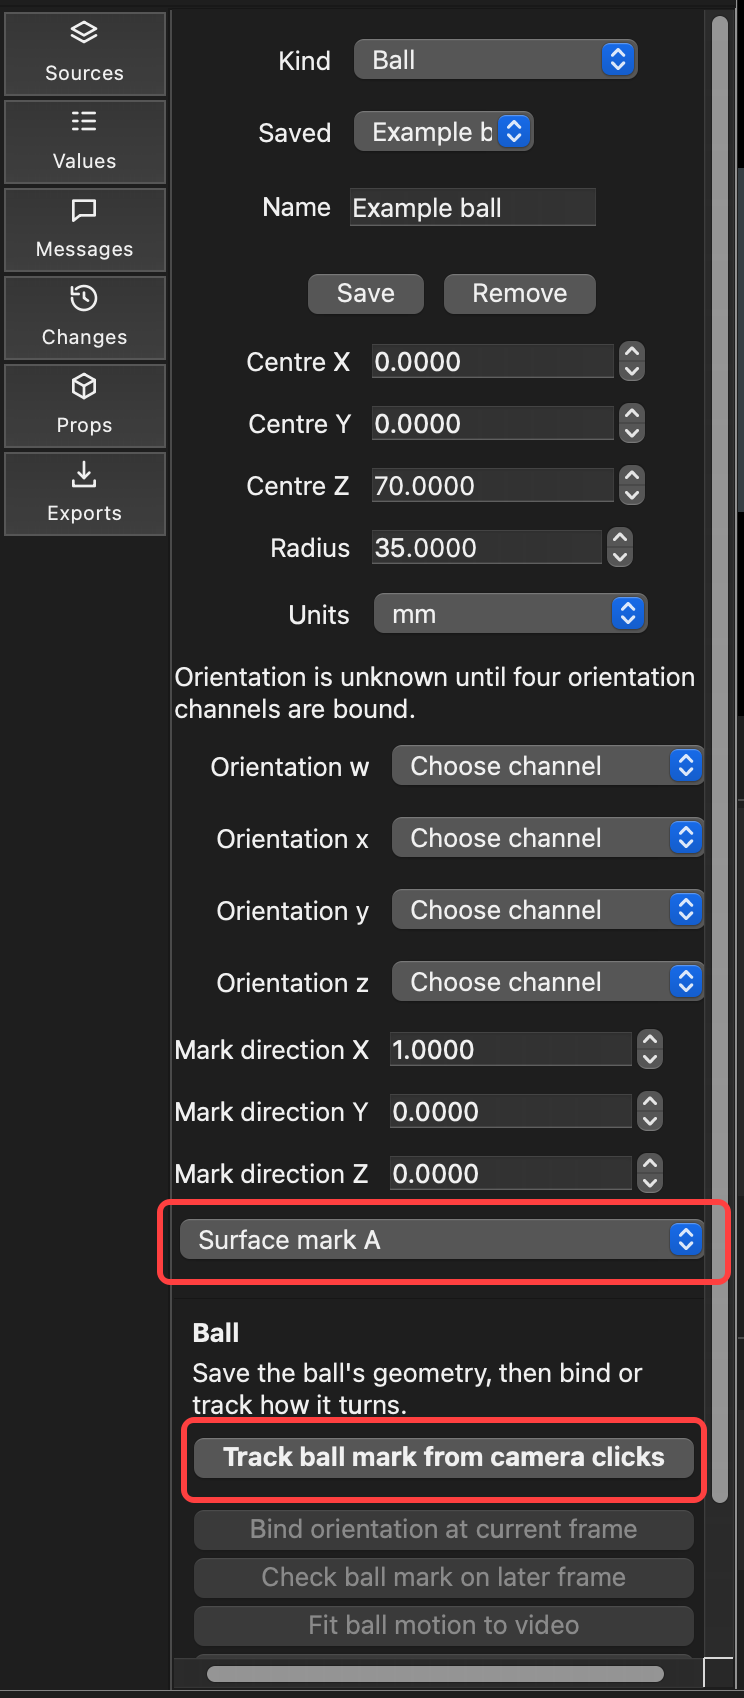 Sources
Values
Messages
Changes
Props
Exports
Kind Ball
Saved Example b
Name Example ball
Save Remove
Centre X 0.0000
Centre Y 0.0000
Centre Z 70.0000
Radius 35.0000
Units mm
Orientation is unknown until four orientation
channels are bound.
Orientation w Choose channel
Orientation x Choose channel
Orientation y Choose channel
Orientation z Choose channel
Mark direction X 1.0000
Mark direction Y 0.0000
Mark direction Z 0.0000
Surface mark A
Ball
Save the ball's geometry, then bind or
track how it turns.
Track ball mark from camera clicks
Bind orientation at current frame
Check ball mark on later frame
Fit ball motion to video